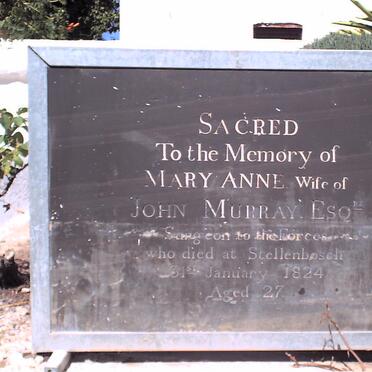 SACRED
To the Memory of
MARY ANNE Wife of
JOHN MURRAY ESQre
Surgeon to the Forces
who died at Stellenbosch
31st January 1824
Aged 27